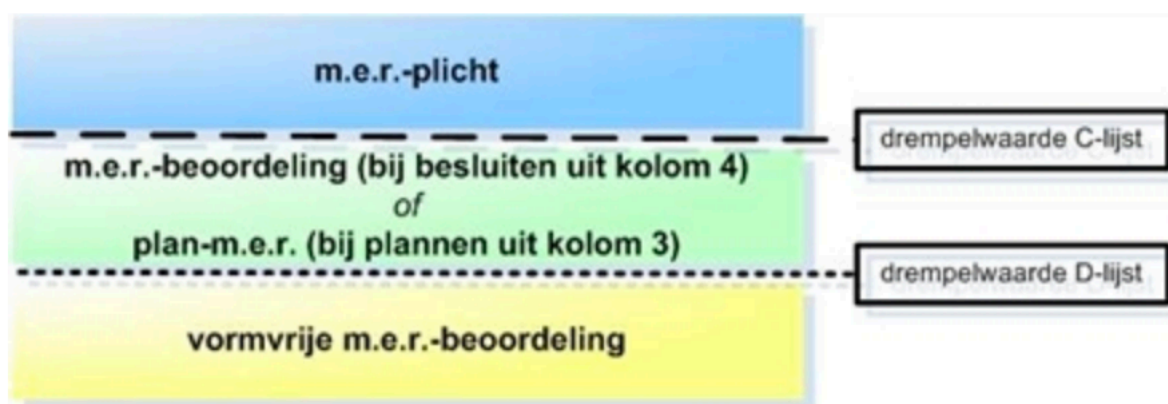 m.e.r.-plicht
drempelwaarde C-lijst
m.e.r.-beoordeling (bij besluiten uit kolom 4)
of
plan-m.e.r. (bij plannen uit kolom 3)
drempelwaarde D-lijst
vormvrije m.e.r.-beoordeling